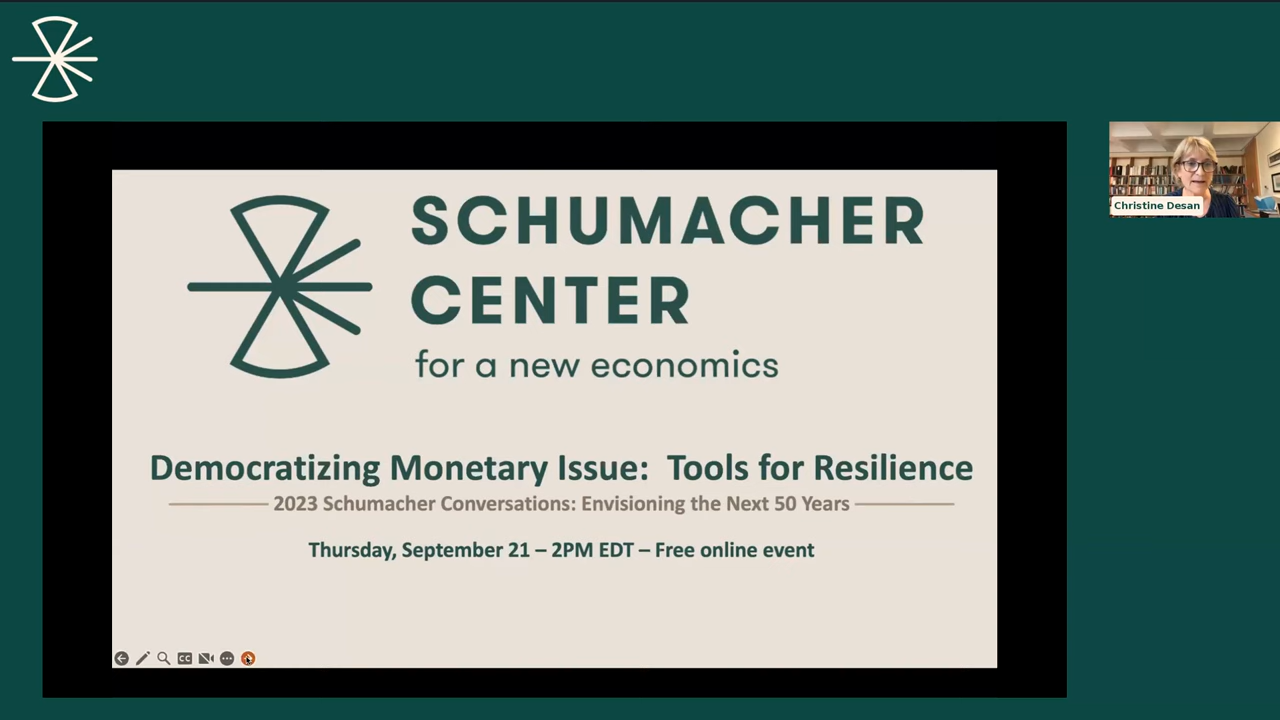 SCHUMACHER
CENTER
for a new economics
Democratizing Monetary Issue: Tools for Resilience
2023 Schumacher Conversations: Envisioning the Next 50 Years
Thursday, September 21 – 2PM EDT – Free online event
CC
Christine Desan